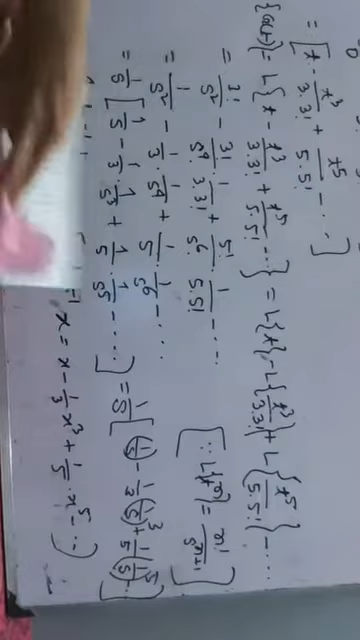 = [t - t³/3.3! + t⁵/5.5! - ....]
{(ait)} = L{t - t³/3.3! + t⁵/5.5! ...} = L{t} - L{t³/3.3!} + L{t⁵/5.5!} - ....
= 1!/s² - 3!/s⁴ . 1/3.3! + 5!/s⁶ . 1/5.5! - ....
= 1/s² - 1/3 . 1/s⁴ + 1/5 . 1/s⁶ - .... [∵ L{tⁿ} = n!/sⁿ⁺¹]
= 1/s [1/s - 1/3 . 1/s³ + 1/5 . 1/s⁵ - ....] = 1/s [(1/s) - 1/3 (1/s)³ + 1/5 (1/s)⁵ ..]
⁻¹ x = x - 1/3 x³ + 1/5 . x⁵ - ...)